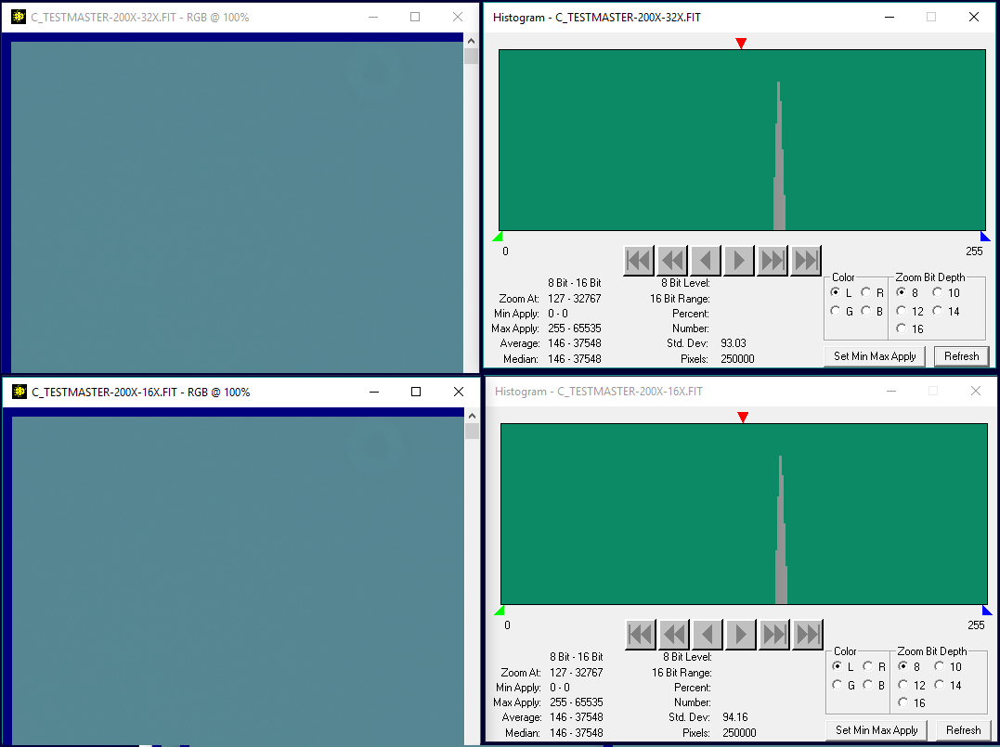 C_TESTMASTER-200X-32X.FIT - RGB @ 100%
Histogram - C_TESTMASTER-200X-32X.FIT
0 255
8 Bit - 16 Bit 8 Bit Level:
Zoom At: 127 - 32767 16 Bit Range:
Min Apply: 0 - 0 Percent:
Max Apply: 255 - 65535 Number:
Average: 146 - 37548 Std. Dev: 93.03
Median: 146 - 37548 Pixels: 250000
Color Zoom Bit Depth
L R 8 10
G B 12 14
16
Set Min Max Apply Refresh
C_TESTMASTER-200X-16X.FIT - RGB @ 100%
Histogram - C_TESTMASTER-200X-16X.FIT
0 255
8 Bit - 16 Bit 8 Bit Level:
Zoom At: 127 - 32767 16 Bit Range:
Min Apply: 0 - 0 Percent:
Max Apply: 255 - 65535 Number:
Average: 146 - 37548 Std. Dev: 94.16
Median: 146 - 37548 Pixels: 250000
Color Zoom Bit Depth
L R 8 10
G B 12 14
16
Set Min Max Apply Refresh